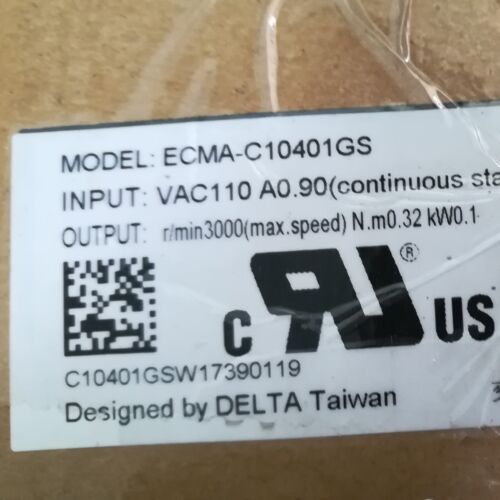 MODEL: ECMA-C10401GS
INPUT: VAC110 A0.90(continuous sta
OUTPUT: r/min3000(max.speed) N.m0.32 kW0.1
C US ®
C10401GSW17390119
Designed by DELTA Taiwan